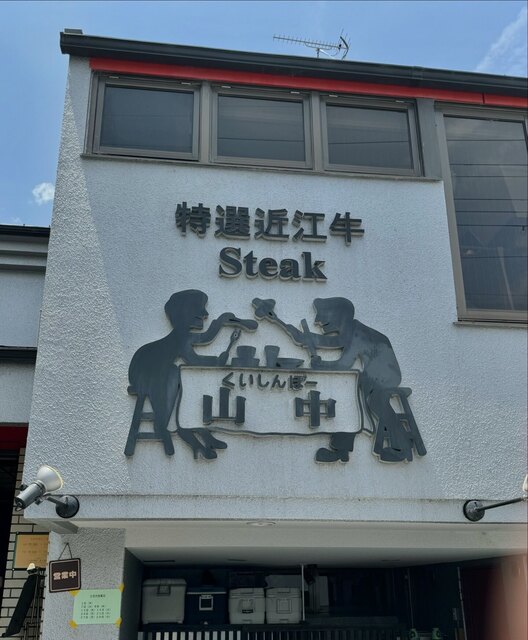 特選近江牛
Steak
くいしんぼー
山中
営業中